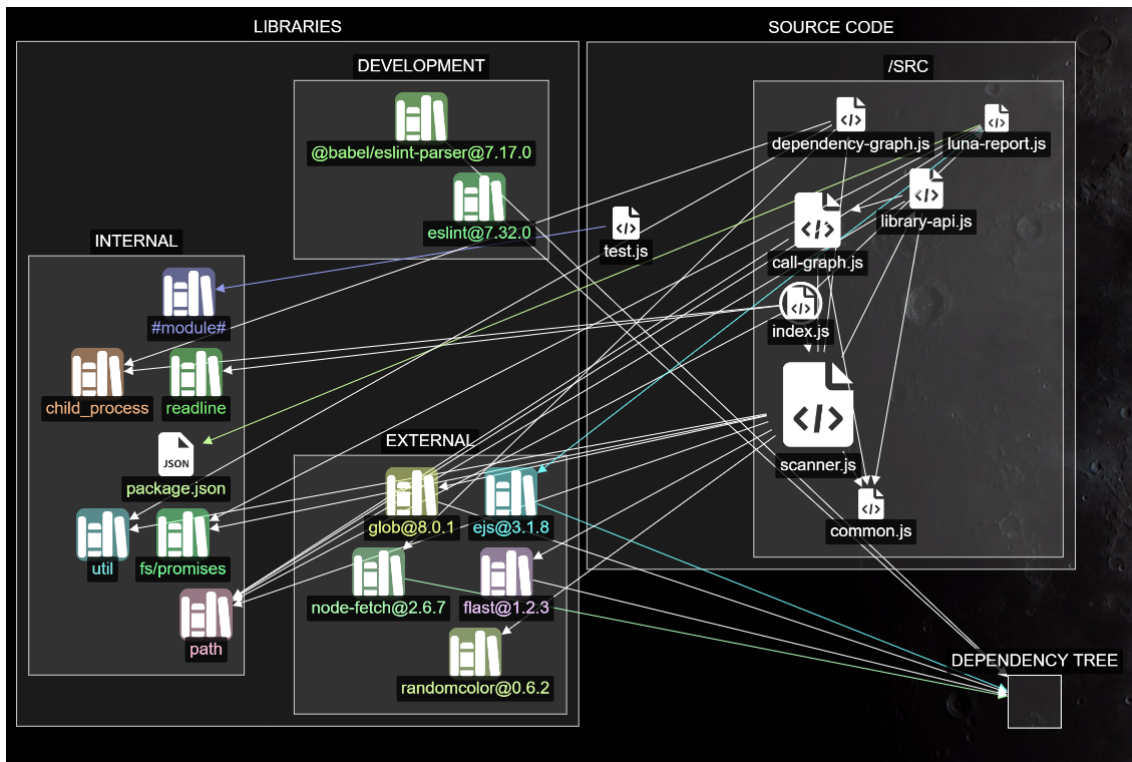 LIBRARIES
SOURCE CODE
DEVELOPMENT
/SRC
@babel/eslint-parser@7.17.0
dependency-graph.js
luna-report.js
eslint@7.32.0
library-api.js
INTERNAL
test.js
call-graph.js
#module#
index.js
child_process
readline
EXTERNAL
scanner.js
JSON
package.json
glob@8.0.1
ejs@3.1.8
common.js
util
fs/promises
node-fetch@2.6.7
flast@1.2.3
path
DEPENDENCY TREE
randomcolor@0.6.2